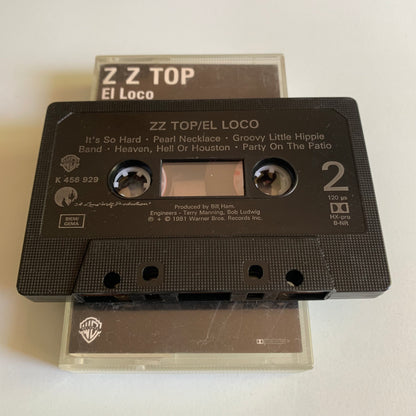 Z Z TOP
El Loco
ZZ TOP/EL LOCO
It's So Hard • Pearl Necklace • Groovy Little Hippie
Band • Heaven, Hell Or Houston • Party On The Patio
K 456 929
2
120 µs
HX-pro
B-NR
Produced by Bill Ham.
Engineers - Terry Manning, Bob Ludwig
℗ + © 1981 Warner Bros. Records Inc.
BIEM/
GEMA